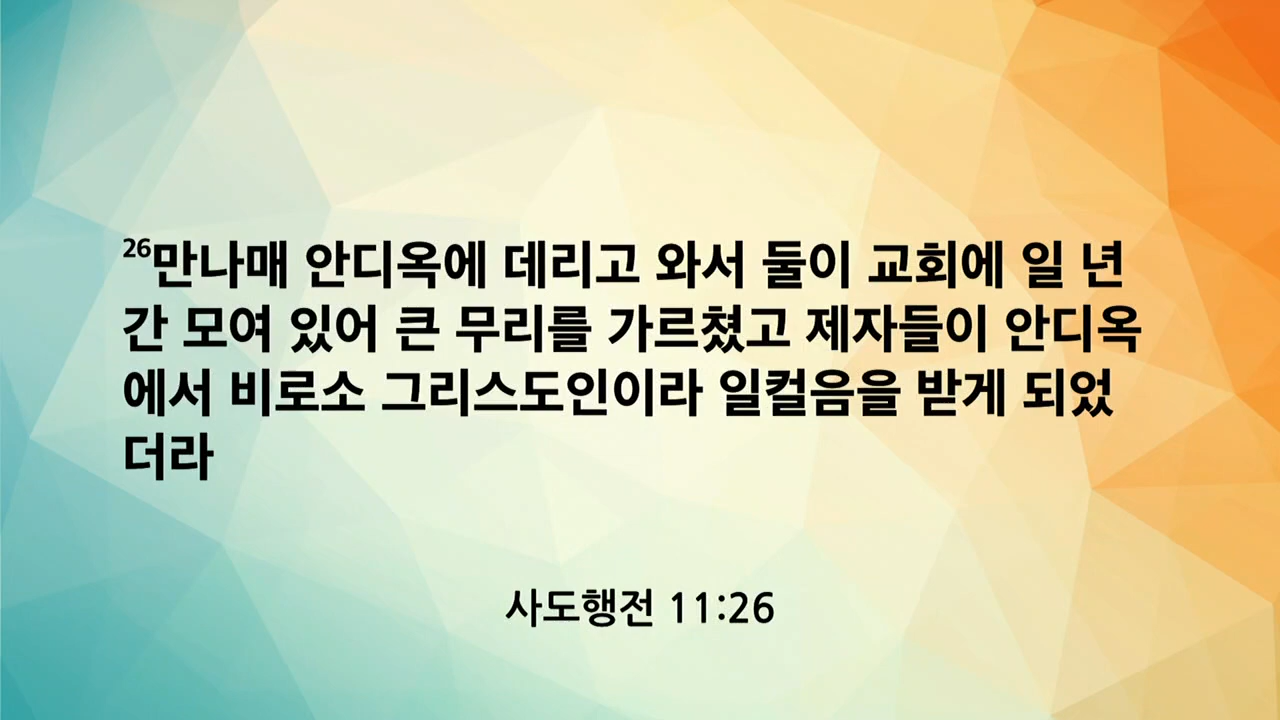 26만나매 안디옥에 데리고 와서 둘이 교회에 일 년
간 모여 있어 큰 무리를 가르쳤고 제자들이 안디옥
에서 비로소 그리스도인이라 일컬음을 받게 되었
더라
사도행전 11:26